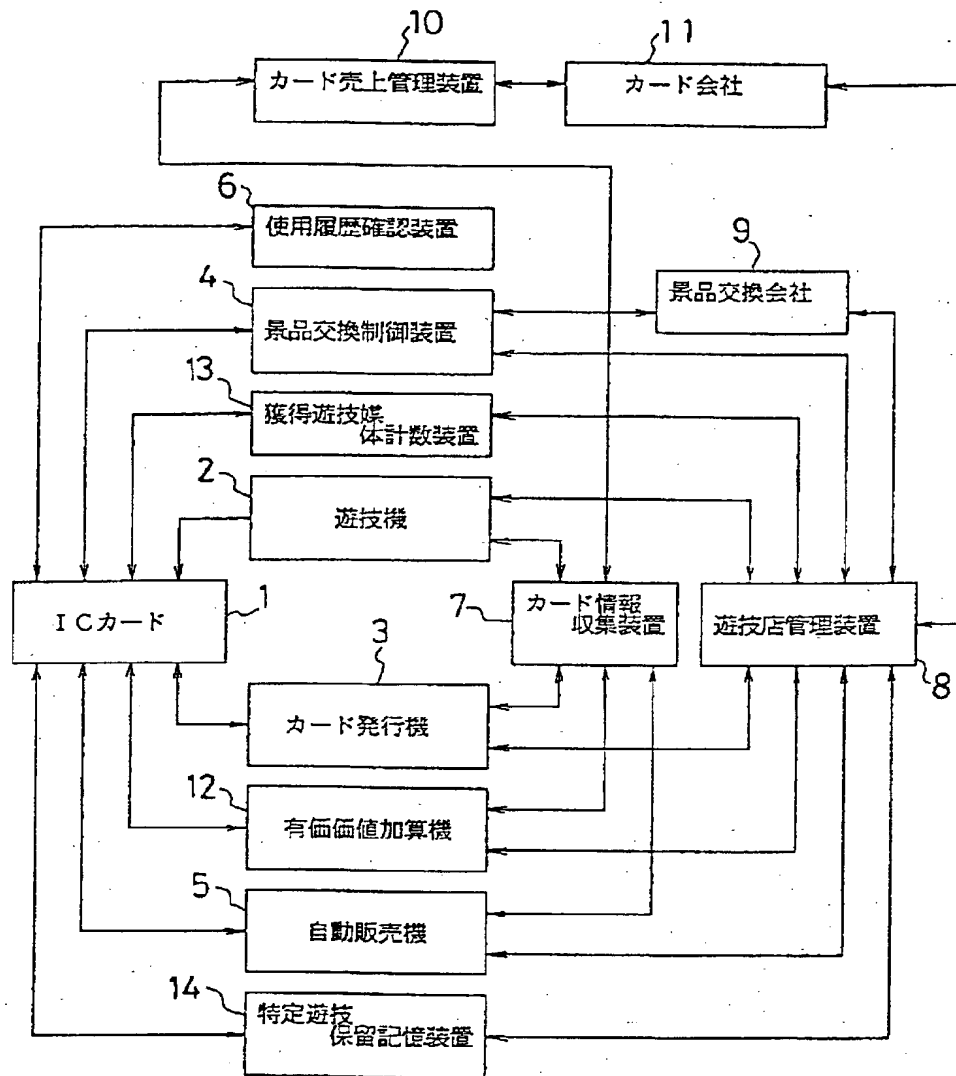 10
11
カード売上管理装置
カード会社
6
使用履歴確認装置
9
景品交換会社
4
景品交換制御装置
13
獲得遊技媒
体計数装置
2
遊技機
1
ICカード
7
カード情報
収集装置
遊技店管理装置
8
3
カード発行機
12
有価価値加算機
5
自動販売機
14
特定遊技
保留記憶装置